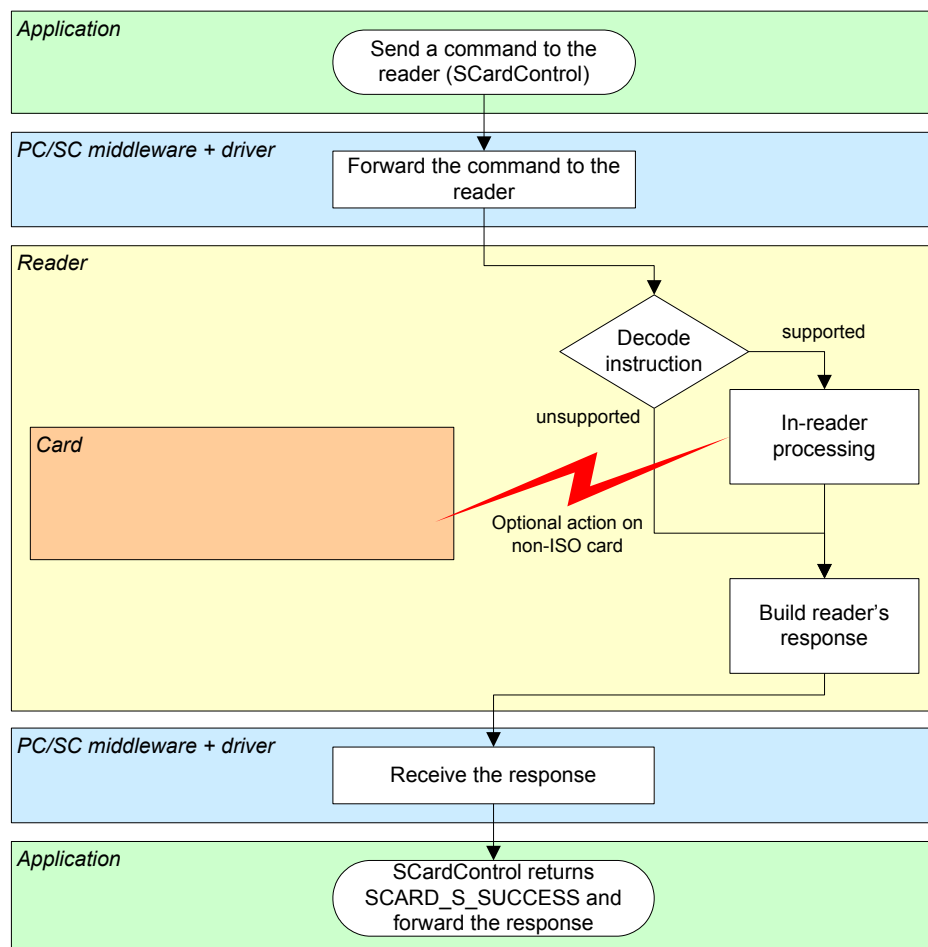 Application
Send a command to the
reader (SCardControl)
PC/SC middleware + driver
Forward the command to the
reader
Reader
Decode
instruction
supported
unsupported
In-reader
processing
Card
Optional action on
non-ISO card
Build reader’s
response
PC/SC middleware + driver
Receive the response
Application
SCardControl returns
SCARD_S_SUCCESS and
forward the response